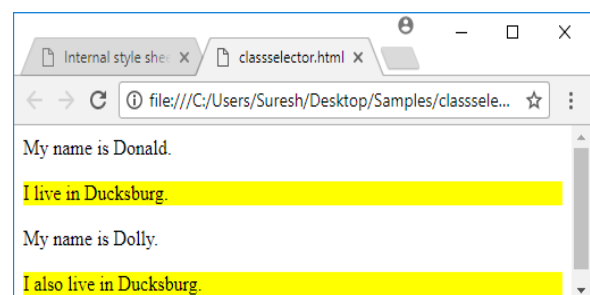 Internal style shee
classselector.html
file:///C:/Users/Suresh/Desktop/Samples/classsele...
My name is Donald.
I live in Ducksburg.
My name is Dolly.
I also live in Ducksburg.